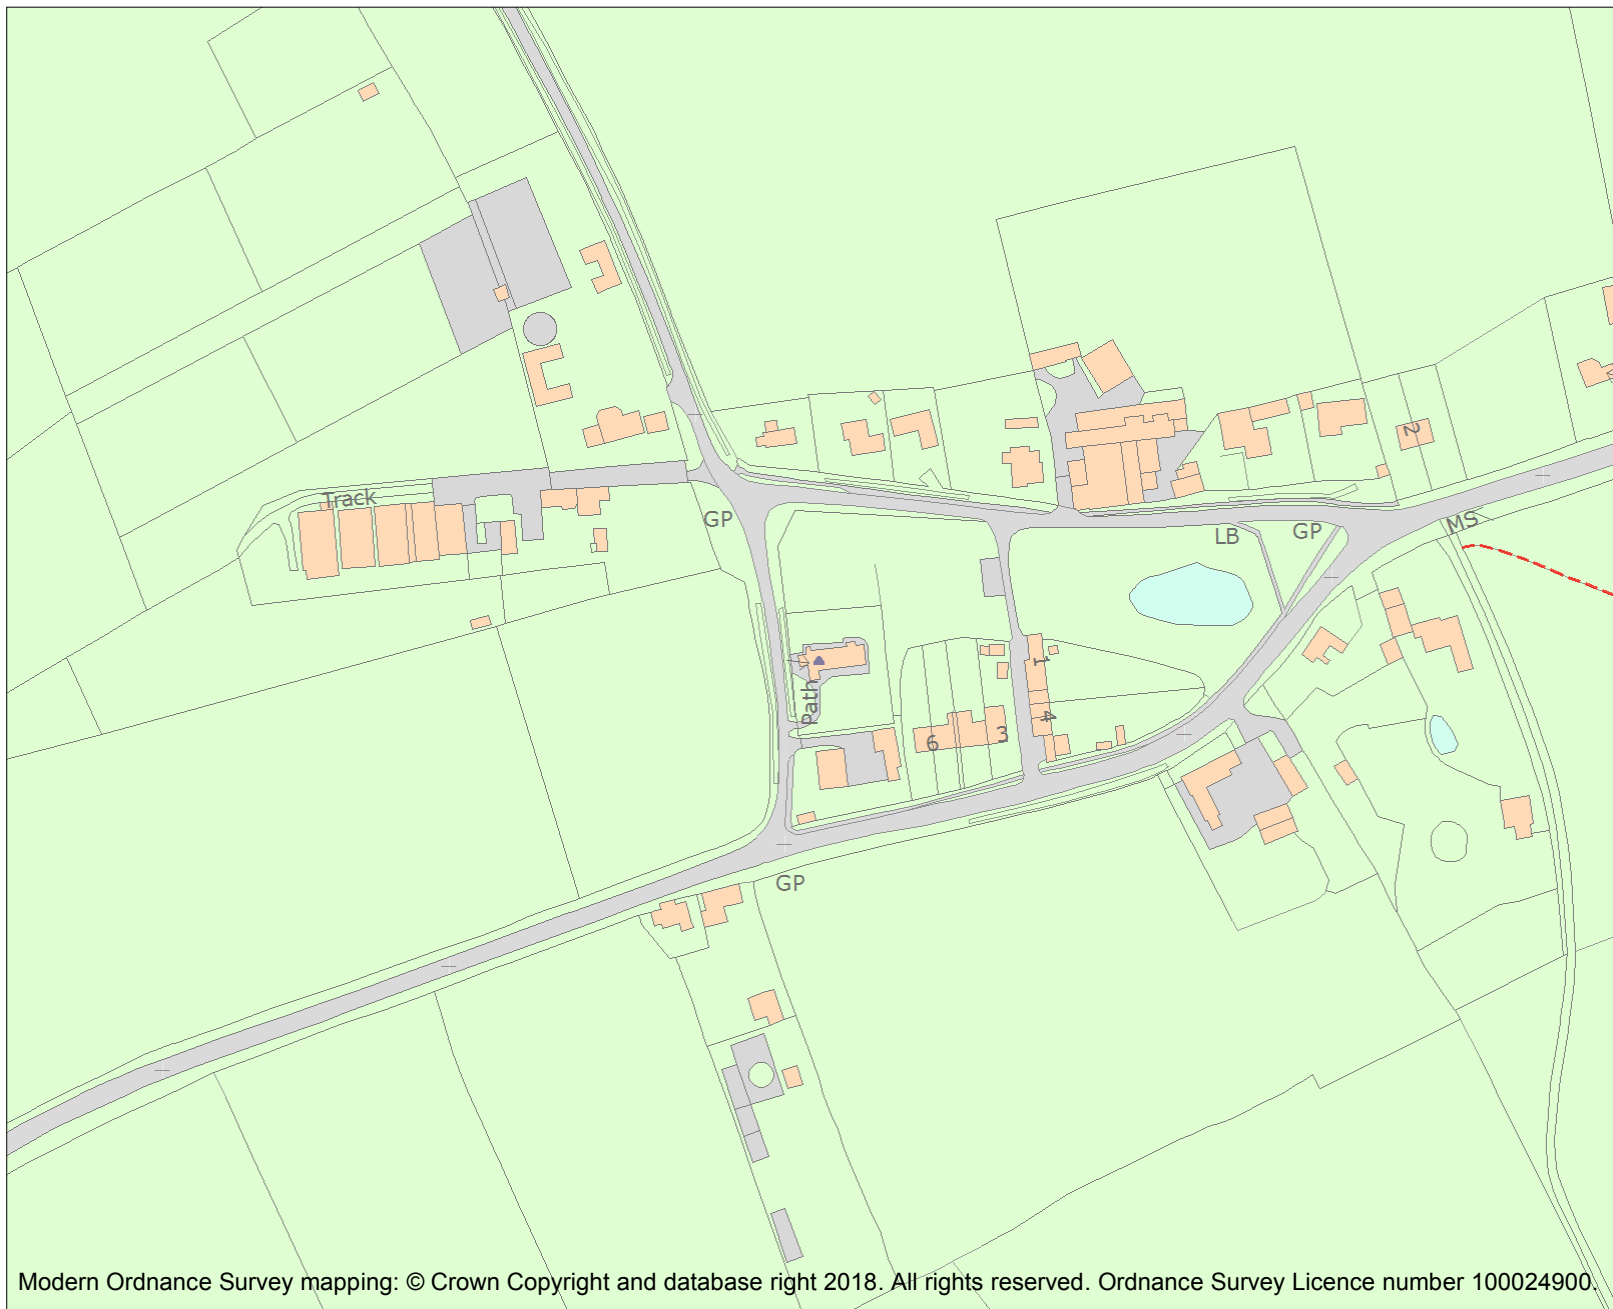 2
Track
GP
MS
GP
LB
1
Path
4
3
6
GP
Modern Ordnance Survey mapping: © Crown Copyright and database right 2018. All rights reserved. Ordnance Survey Licence number 100024900.